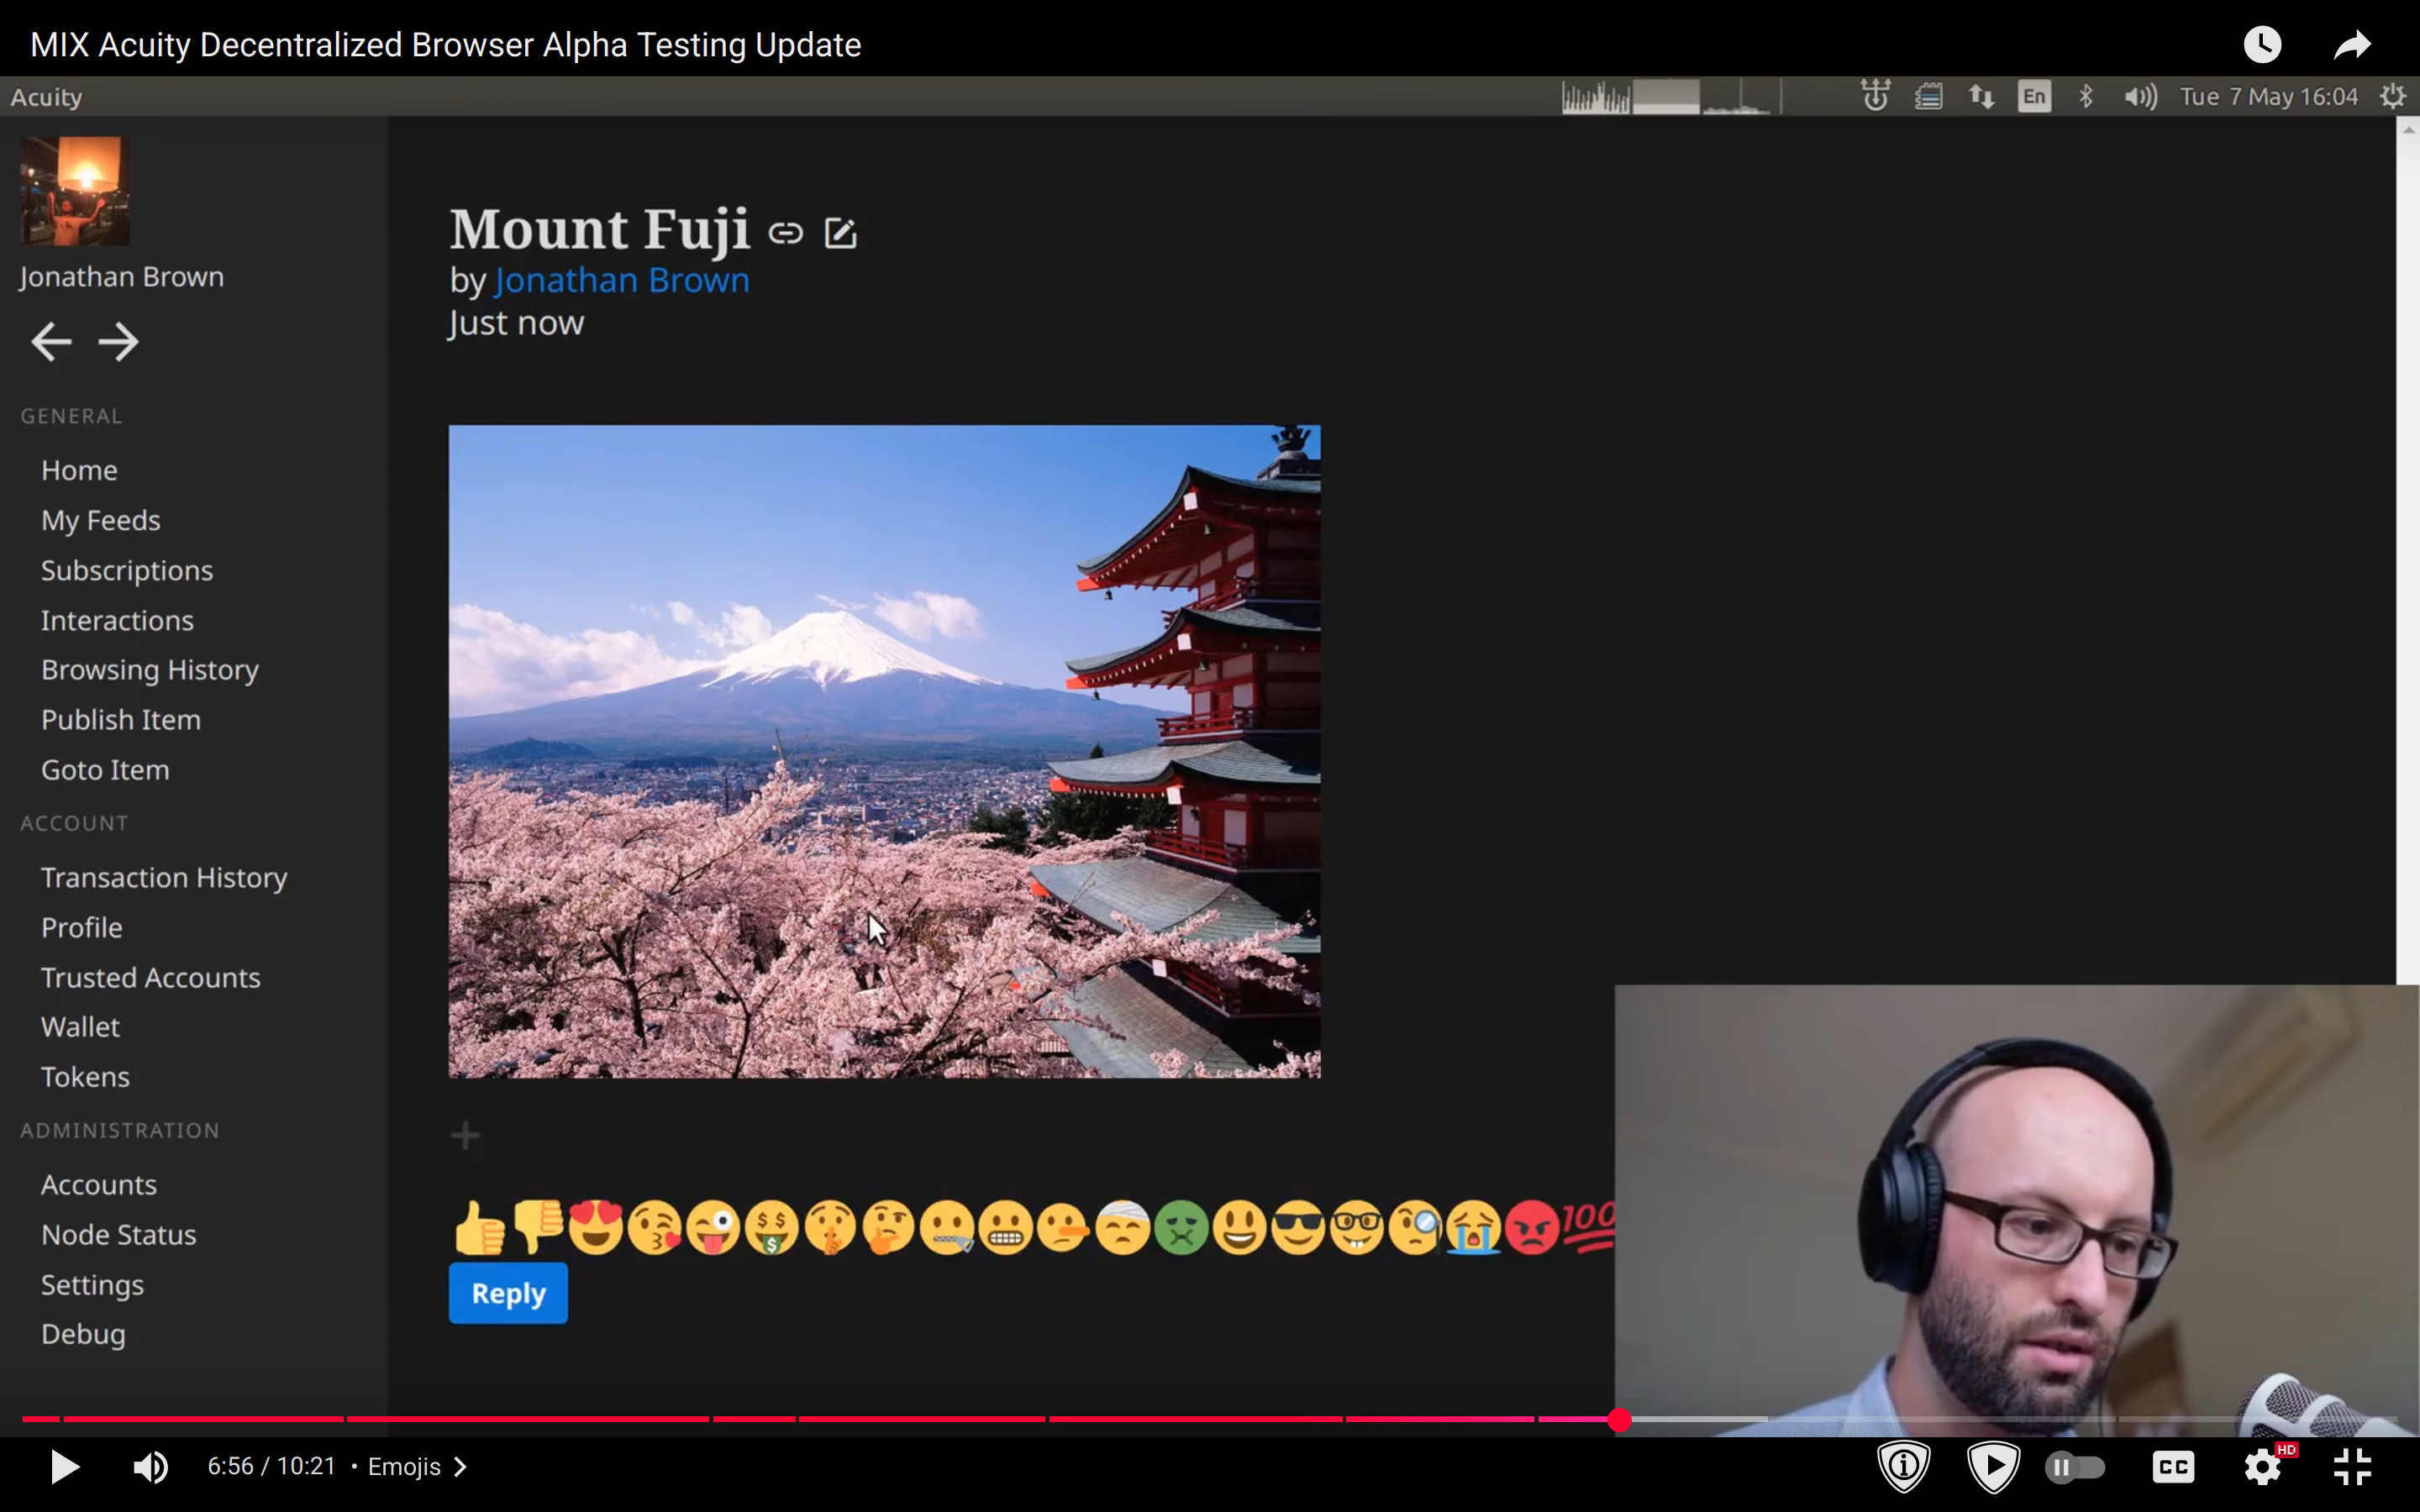 MIX Acuity Decentralized Browser Alpha Testing Update
Acuity
En
Tue 7 May 16:04
Jonathan Brown
GENERAL
Home
My Feeds
Subscriptions
Interactions
Browsing History
Publish Item
Goto Item
ACCOUNT
Transaction History
Profile
Trusted Accounts
Wallet
Tokens
ADMINISTRATION
Accounts
Node Status
Settings
Debug
Mount Fuji
by Jonathan Brown
Just now
100
Reply
6:56 / 10:21 • Emojis
CC
HD